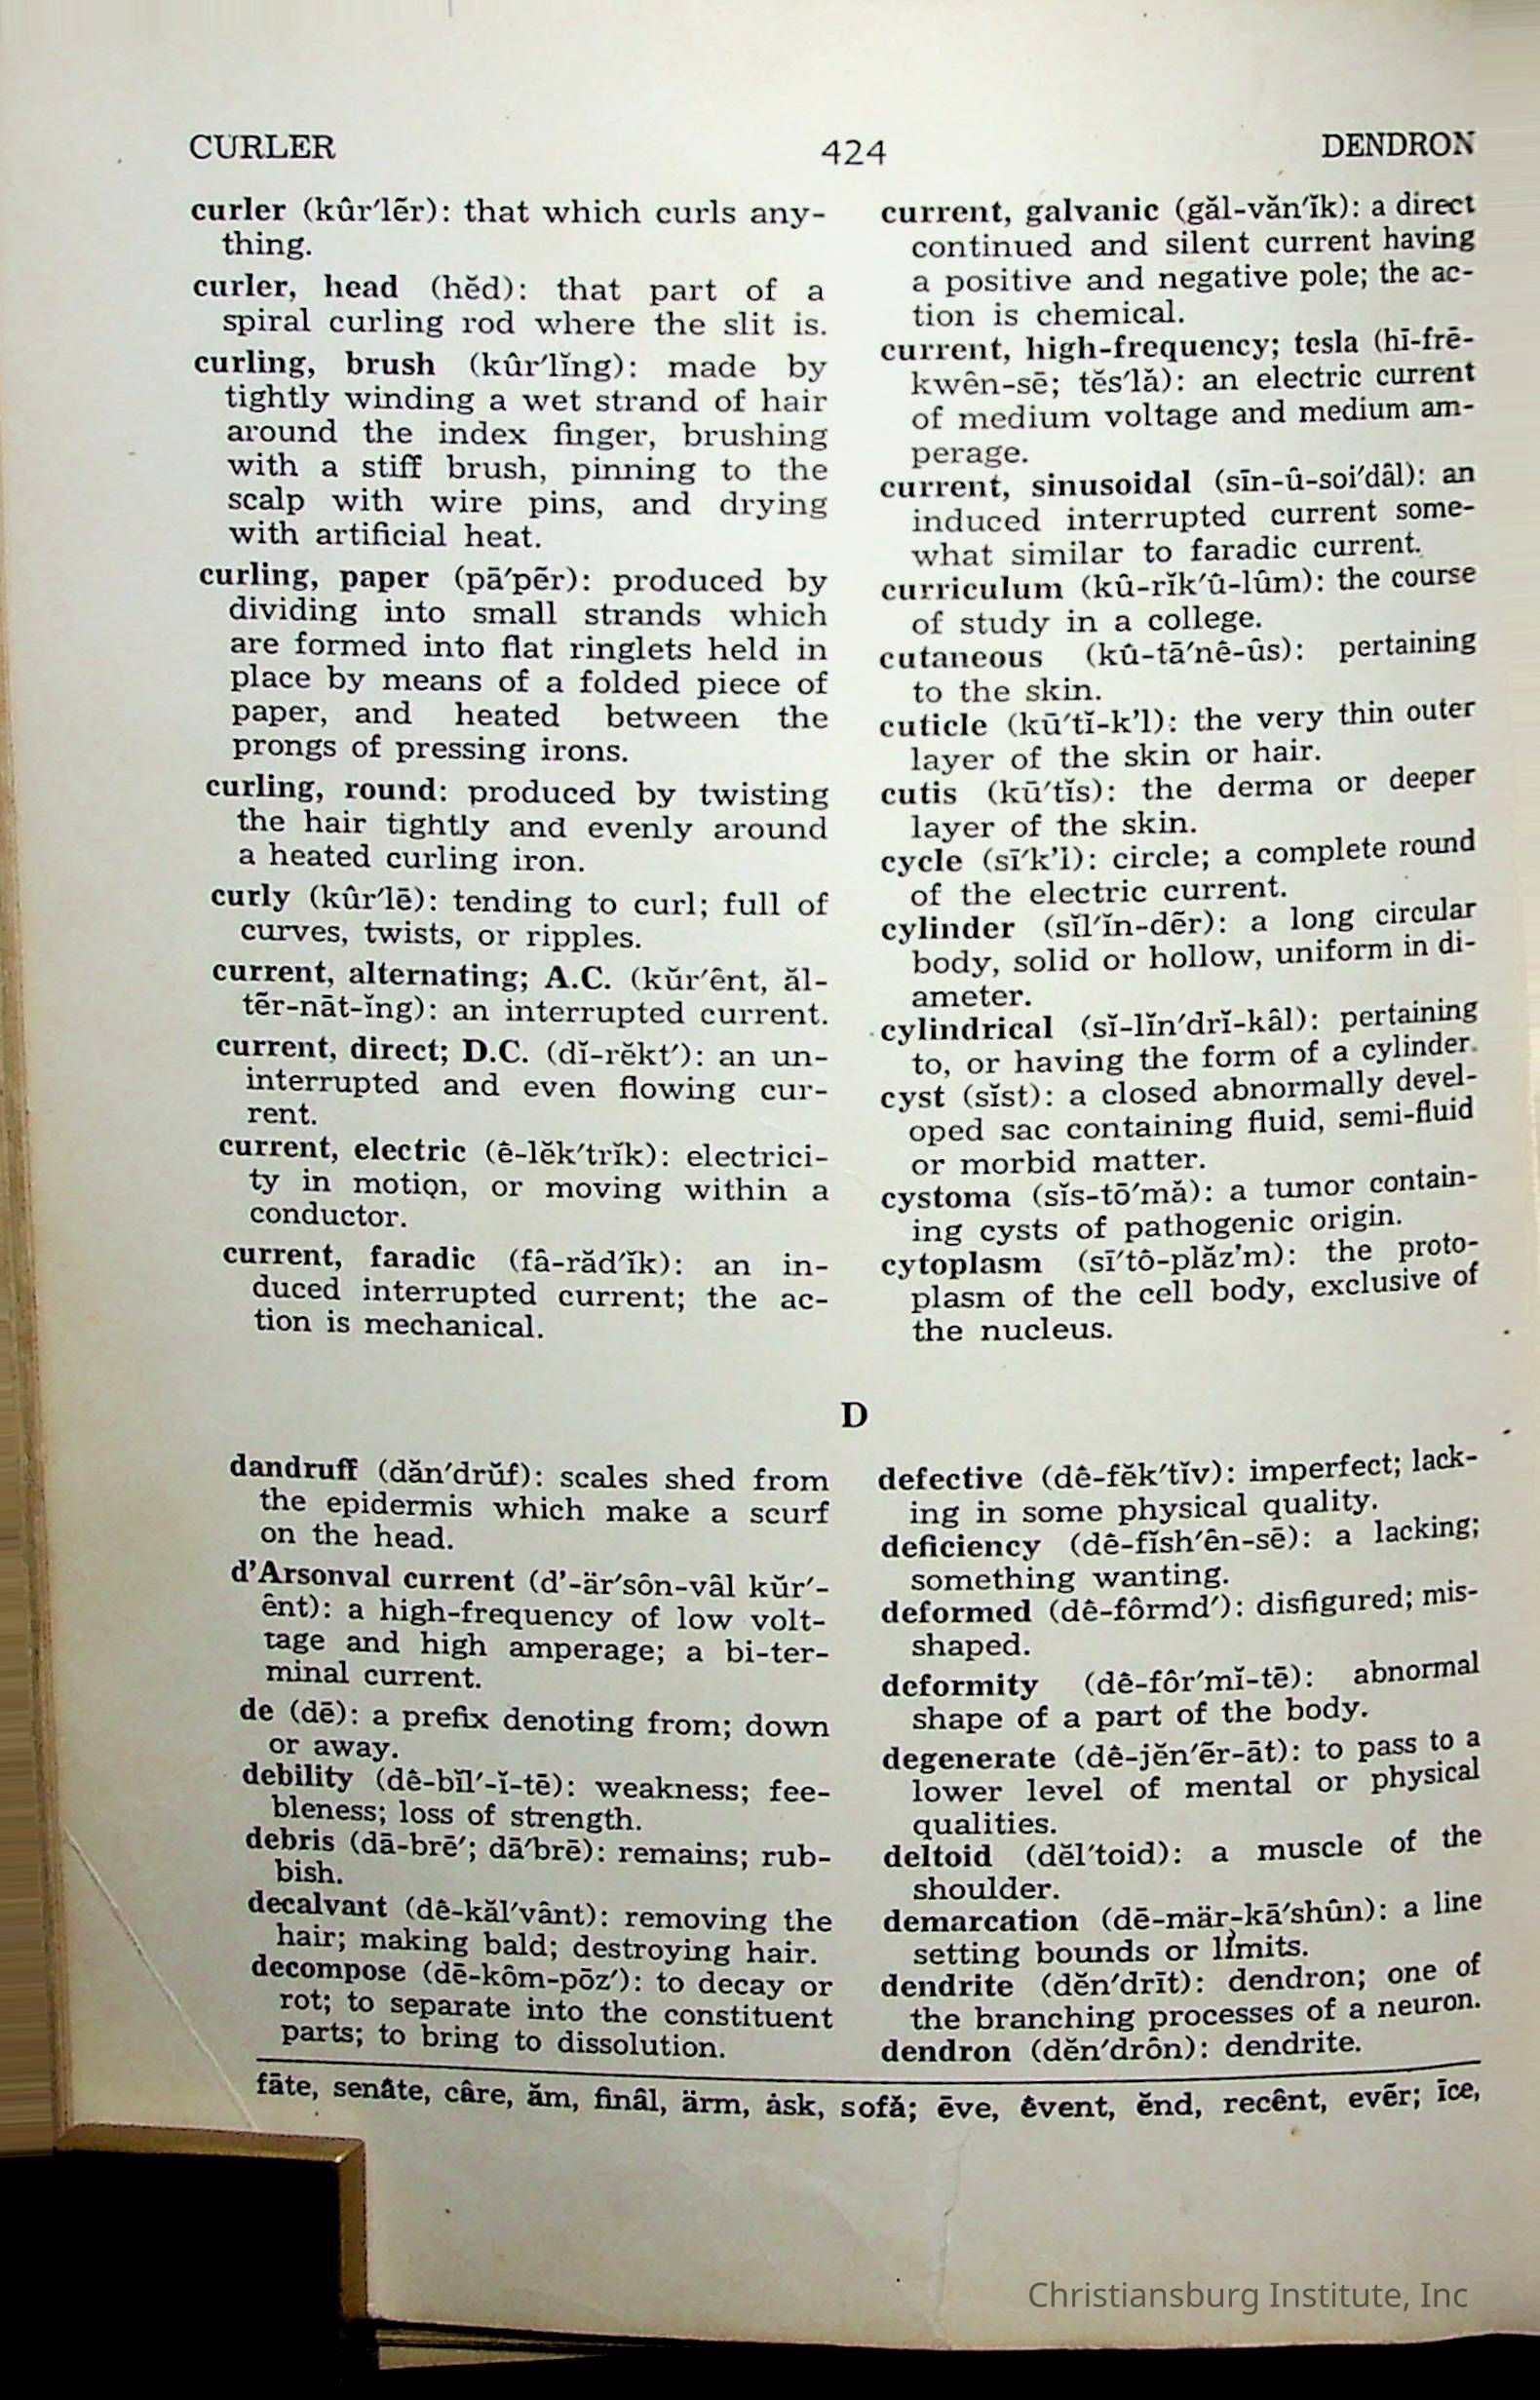 CURLER 424 DENDRON
curler (kûr′lẽr): that which curls any-
thing.
curler, head (hĕd): that part of a
spiral curling rod where the slit is.
curling, brush (kûr′lĭng): made by
tightly winding a wet strand of hair
around the index finger, brushing
with a stiff brush, pinning to the
scalp with wire pins, and drying
with artificial heat.
curling, paper (pā′pẽr): produced by
dividing into small strands which
are formed into flat ringlets held in
place by means of a folded piece of
paper, and heated between the
prongs of pressing irons.
curling, round: produced by twisting
the hair tightly and evenly around
a heated curling iron.
curly (kûr′lē): tending to curl; full of
curves, twists, or ripples.
current, alternating; A.C. (kŭr′ênt, ăl-
tẽr-nāt-ĭng): an interrupted current.
current, direct; D.C. (dĭ-rĕkt′): an un-
interrupted and even flowing cur-
rent.
current, electric (ê-lĕk′trĭk): electrici-
ty in motion, or moving within a
conductor.
current, faradic (fâ-răd′ĭk): an in-
duced interrupted current; the ac-
tion is mechanical.
current, galvanic (găl-văn′ĭk): a direct
continued and silent current having
a positive and negative pole; the ac-
tion is chemical.
current, high-frequency; tesla (hī-frē-
kwên-sē; tĕs′lă): an electric current
of medium voltage and medium am-
perage.
current, sinusoidal (sīn-û-soi′dâl): an
induced interrupted current some-
what similar to faradic current.
curriculum (kû-rĭk′û-lûm): the course
of study in a college.
cutaneous (kû-tā′nê-ûs): pertaining
to the skin.
cuticle (kū′tĭ-k’l): the very thin outer
layer of the skin or hair.
cutis (kū′tĭs): the derma or deeper
layer of the skin.
cycle (sī′k’l): circle; a complete round
of the electric current.
cylinder (sĭl′ĭn-dẽr): a long circular
body, solid or hollow, uniform in di-
ameter.
cylindrical (sĭ-lĭn′drĭ-kâl): pertaining
to, or having the form of a cylinder.
cyst (sĭst): a closed abnormally devel-
oped sac containing fluid, semi-fluid
or morbid matter.
cystoma (sĭs-tō′mă): a tumor contain-
ing cysts of pathogenic origin.
cytoplasm (sī′tô-plăz’m): the proto-
plasm of the cell body, exclusive of
the nucleus.
D
dandruff (dăn′drŭf): scales shed from
the epidermis which make a scurf
on the head.
d’Arsonval current (d’-är′sôn-vâl kŭr′-
ênt): a high-frequency of low volt-
tage and high amperage; a bi-ter-
minal current.
de (dē): a prefix denoting from; down
or away.
debility (dê-bĭl′-ĭ-tē): weakness; fee-
bleness; loss of strength.
debris (dā-brē′; dā′brē): remains; rub-
bish.
decalvant (dê-kăl′vânt): removing the
hair; making bald; destroying hair.
decompose (dē-kôm-pōz′): to decay or
rot; to separate into the constituent
parts; to bring to dissolution.
defective (dê-fĕk′tĭv): imperfect; lack-
ing in some physical quality.
deficiency (dê-fĭsh′ên-sē): a lacking;
something wanting.
deformed (dê-fôrmd′): disfigured; mis-
shaped.
deformity (dê-fôr′mĭ-tē): abnormal
shape of a part of the body.
degenerate (dê-jĕn′ẽr-āt): to pass to a
lower level of mental or physical
qualities.
deltoid (dĕl′toid): a muscle of the
shoulder.
demarcation (dē-mär-kā′shûn): a line
setting bounds or limits.
dendrite (dĕn′drīt): dendron; one of
the branching processes of a neuron.
dendron (dĕn′drôn): dendrite.
fāte, senâte, câre, ăm, finâl, ärm, ȧsk, sofă; ēve, êvent, ĕnd, recênt, evẽr; īce,
Christiansburg Institute, Inc